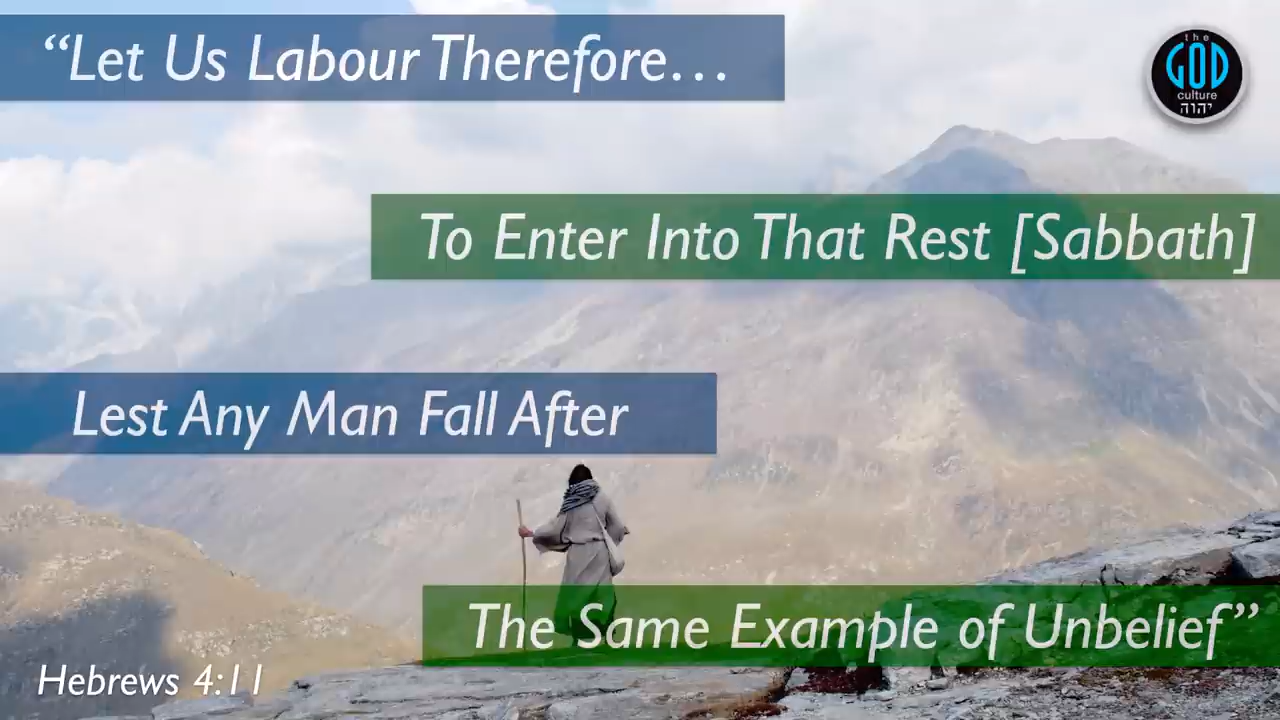 “Let Us Labour Therefore…
the
GOD
culture
יהוה
To Enter Into That Rest [Sabbath]
Lest Any Man Fall After
The Same Example of Unbelief”
Hebrews 4:11